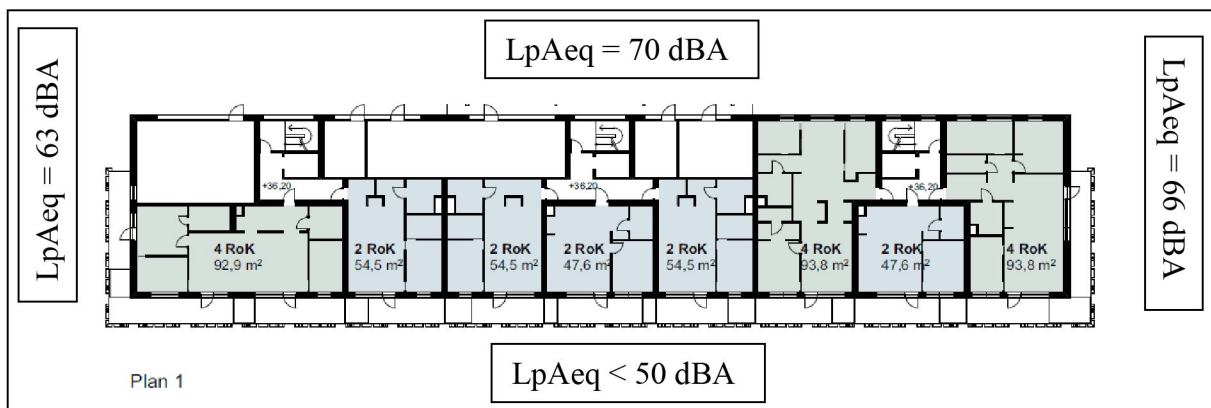 LpAeq = 70 dBA
LpAeq = 63 dBA
LpAeq = 66 dBA
+36,20
+36,20
+36,20
4 RoK
92,9 m²
2 RoK
54,5 m²
2 RoK
54,5 m²
2 RoK
47,6 m²
2 RoK
54,5 m²
4 RoK
93,8 m²
2 RoK
47,6 m²
4 RoK
93,8 m²
LpAeq < 50 dBA
Plan 1